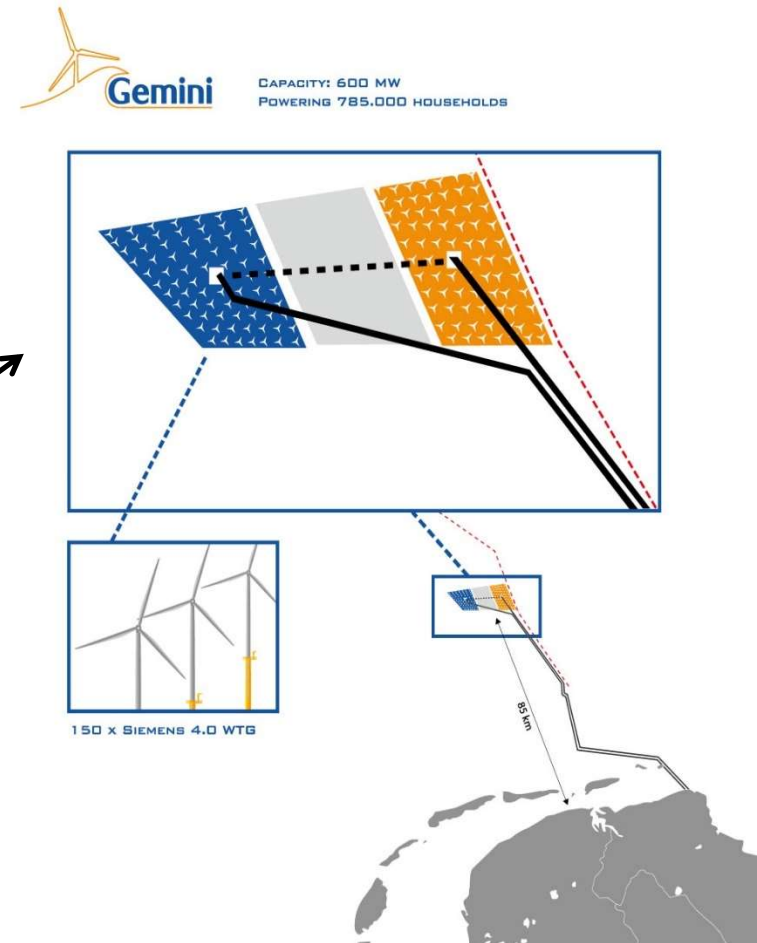 Gemini
CAPACITY: 600 MW
POWERING 785.000 HOUSEHOLDS
150 x SIEMENS 4.0 WTG
85 km